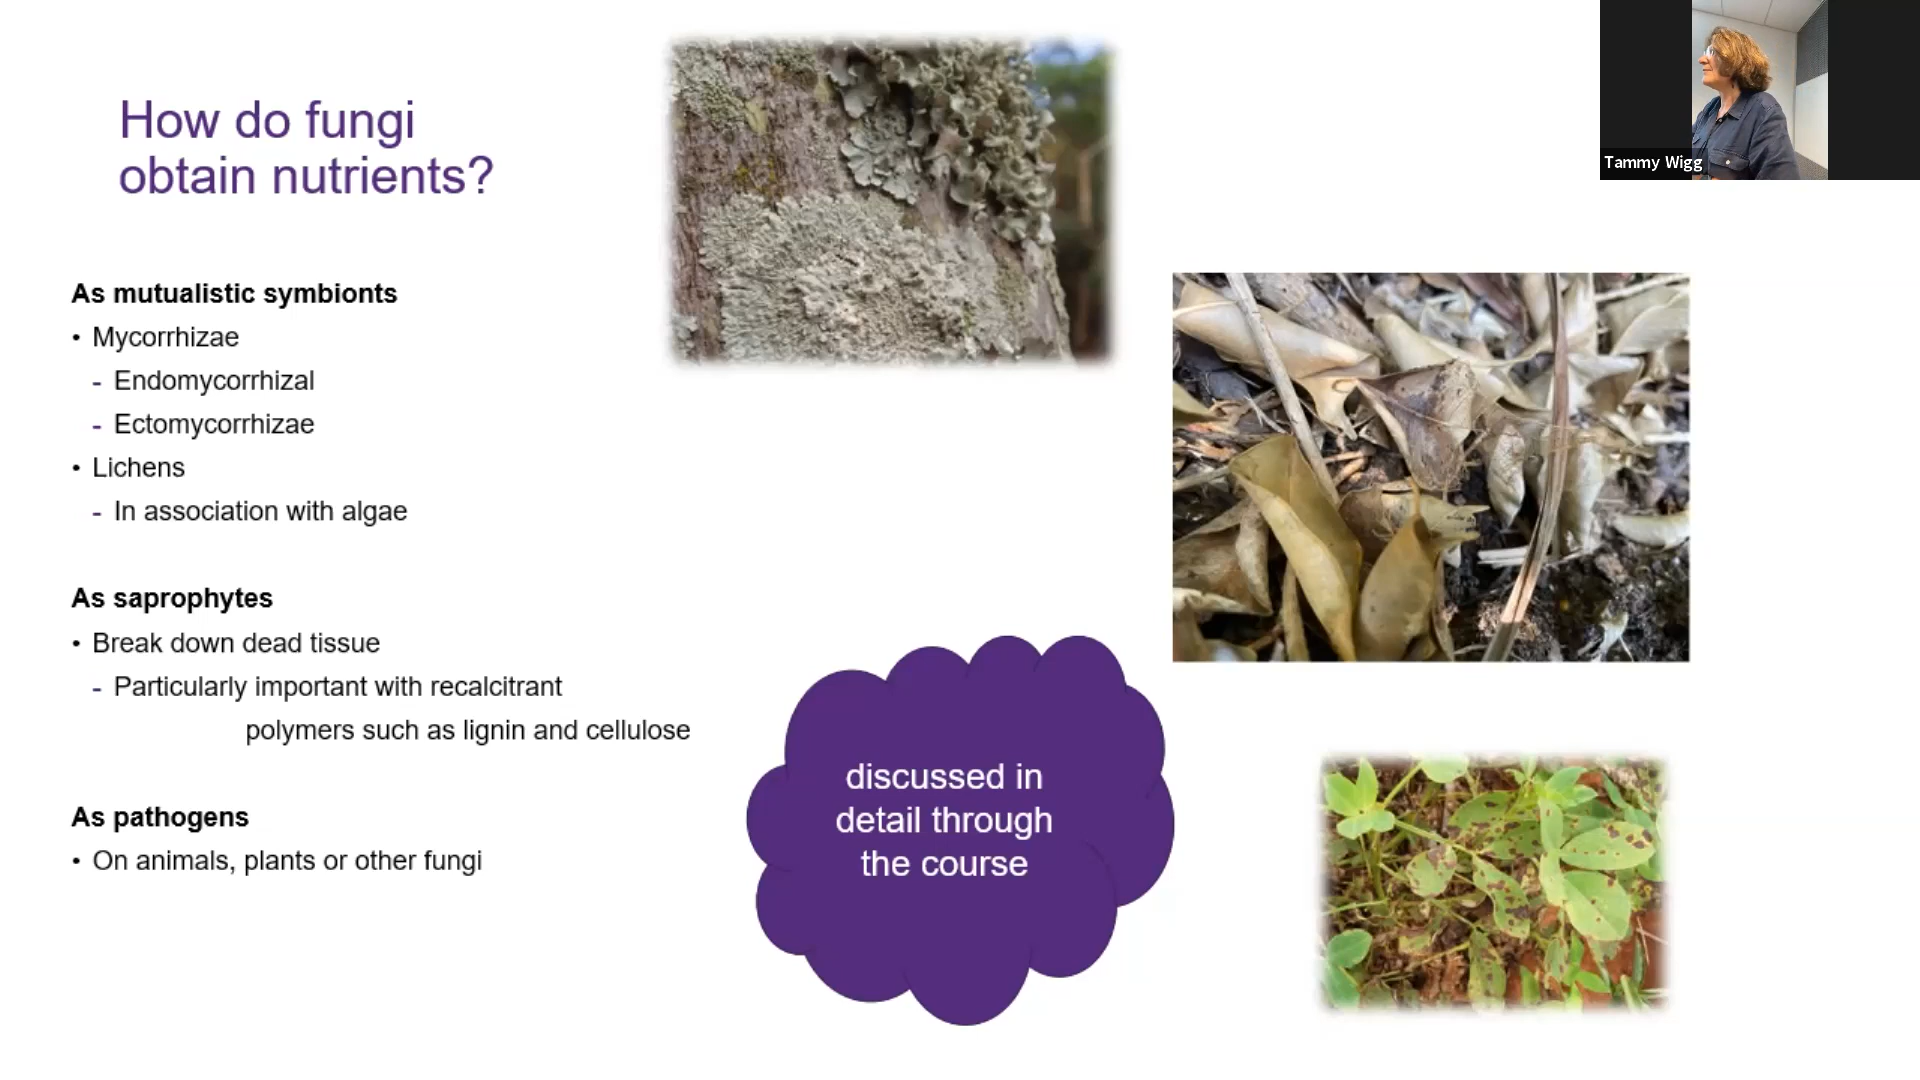 How do fungi
obtain nutrients?
As mutualistic symbionts
• Mycorrhizae
- Endomycorrhizal
- Ectomycorrhizae
• Lichens
- In association with algae
As saprophytes
• Break down dead tissue
- Particularly important with recalcitrant
polymers such as lignin and cellulose
As pathogens
• On animals, plants or other fungi
discussed in
detail through
the course
Tammy Wigg